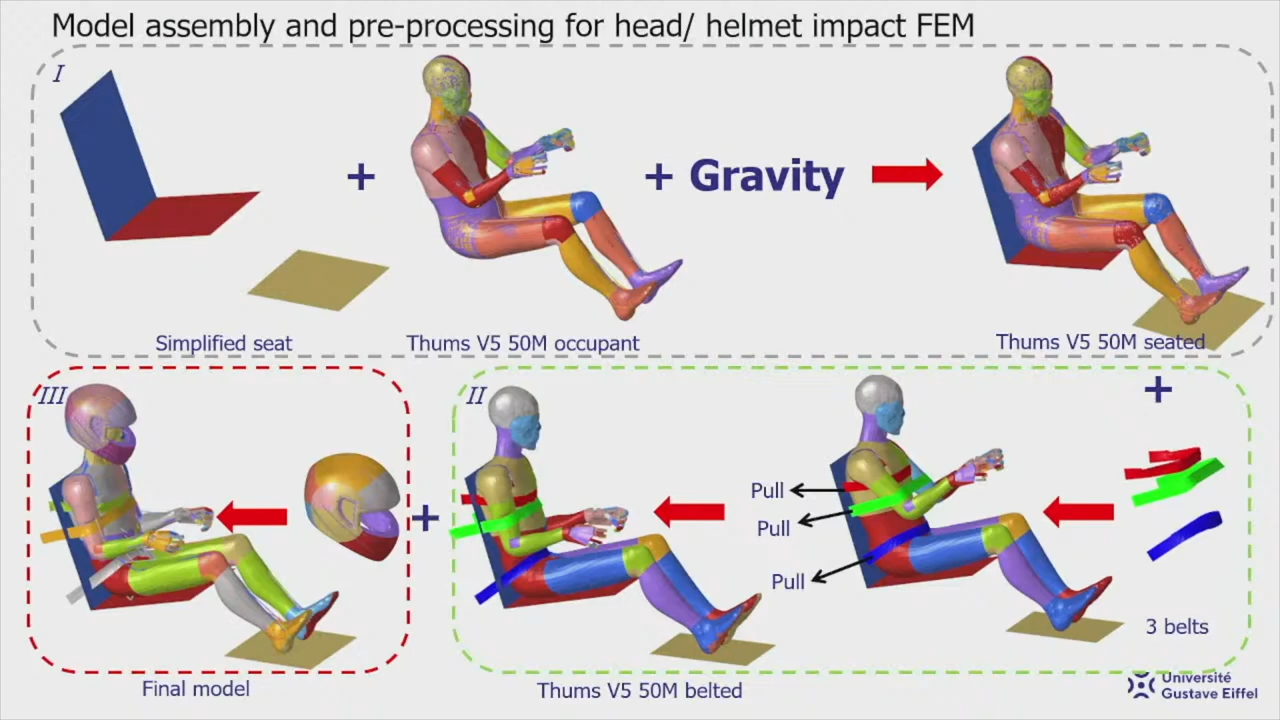 Model assembly and pre-processing for head/ helmet impact FEM
I
+
+ Gravity
Simplified seat
Thums V5 50M occupant
Thums V5 50M seated
III
+
II
Pull
Pull
Pull
+
3 belts
Final model
Thums V5 50M belted
Université
Gustave Eiffel